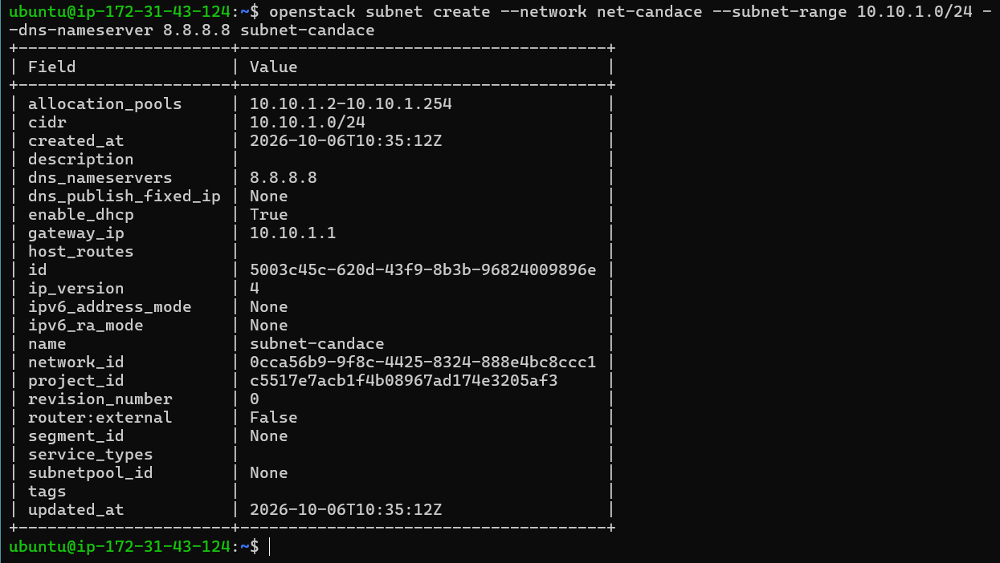 ubuntu@ip-172-31-43-124:~$ openstack subnet create --network net-candace --subnet-range 10.10.1.0/24 -
-dns-nameserver 8.8.8.8 subnet-candace
+-----------------------+--------------------------------------+
| Field                 | Value                                |
+-----------------------+--------------------------------------+
| allocation_pools      | 10.10.1.2-10.10.1.254                |
| cidr                  | 10.10.1.0/24                         |
| created_at            | 2026-10-06T10:35:12Z                 |
| description           |                                      |
| dns_nameservers       | 8.8.8.8                              |
| dns_publish_fixed_ip  | None                                 |
| enable_dhcp           | True                                 |
| gateway_ip            | 10.10.1.1                            |
| host_routes           |                                      |
| id                    | 5003c45c-620d-43f9-8b3b-96824009896e |
| ip_version            | 4                                    |
| ipv6_address_mode     | None                                 |
| ipv6_ra_mode          | None                                 |
| name                  | subnet-candace                       |
| network_id            | 0cca56b9-9f8c-4425-8324-888e4bc8ccc1 |
| project_id            | c5517e7acb1f4b08967ad174e3205af3     |
| revision_number       | 0                                    |
| router:external       | False                                |
| segment_id            | None                                 |
| service_types         |                                      |
| subnetpool_id         | None                                 |
| tags                  |                                      |
| updated_at            | 2026-10-06T10:35:12Z                 |
+-----------------------+--------------------------------------+
ubuntu@ip-172-31-43-124:~$